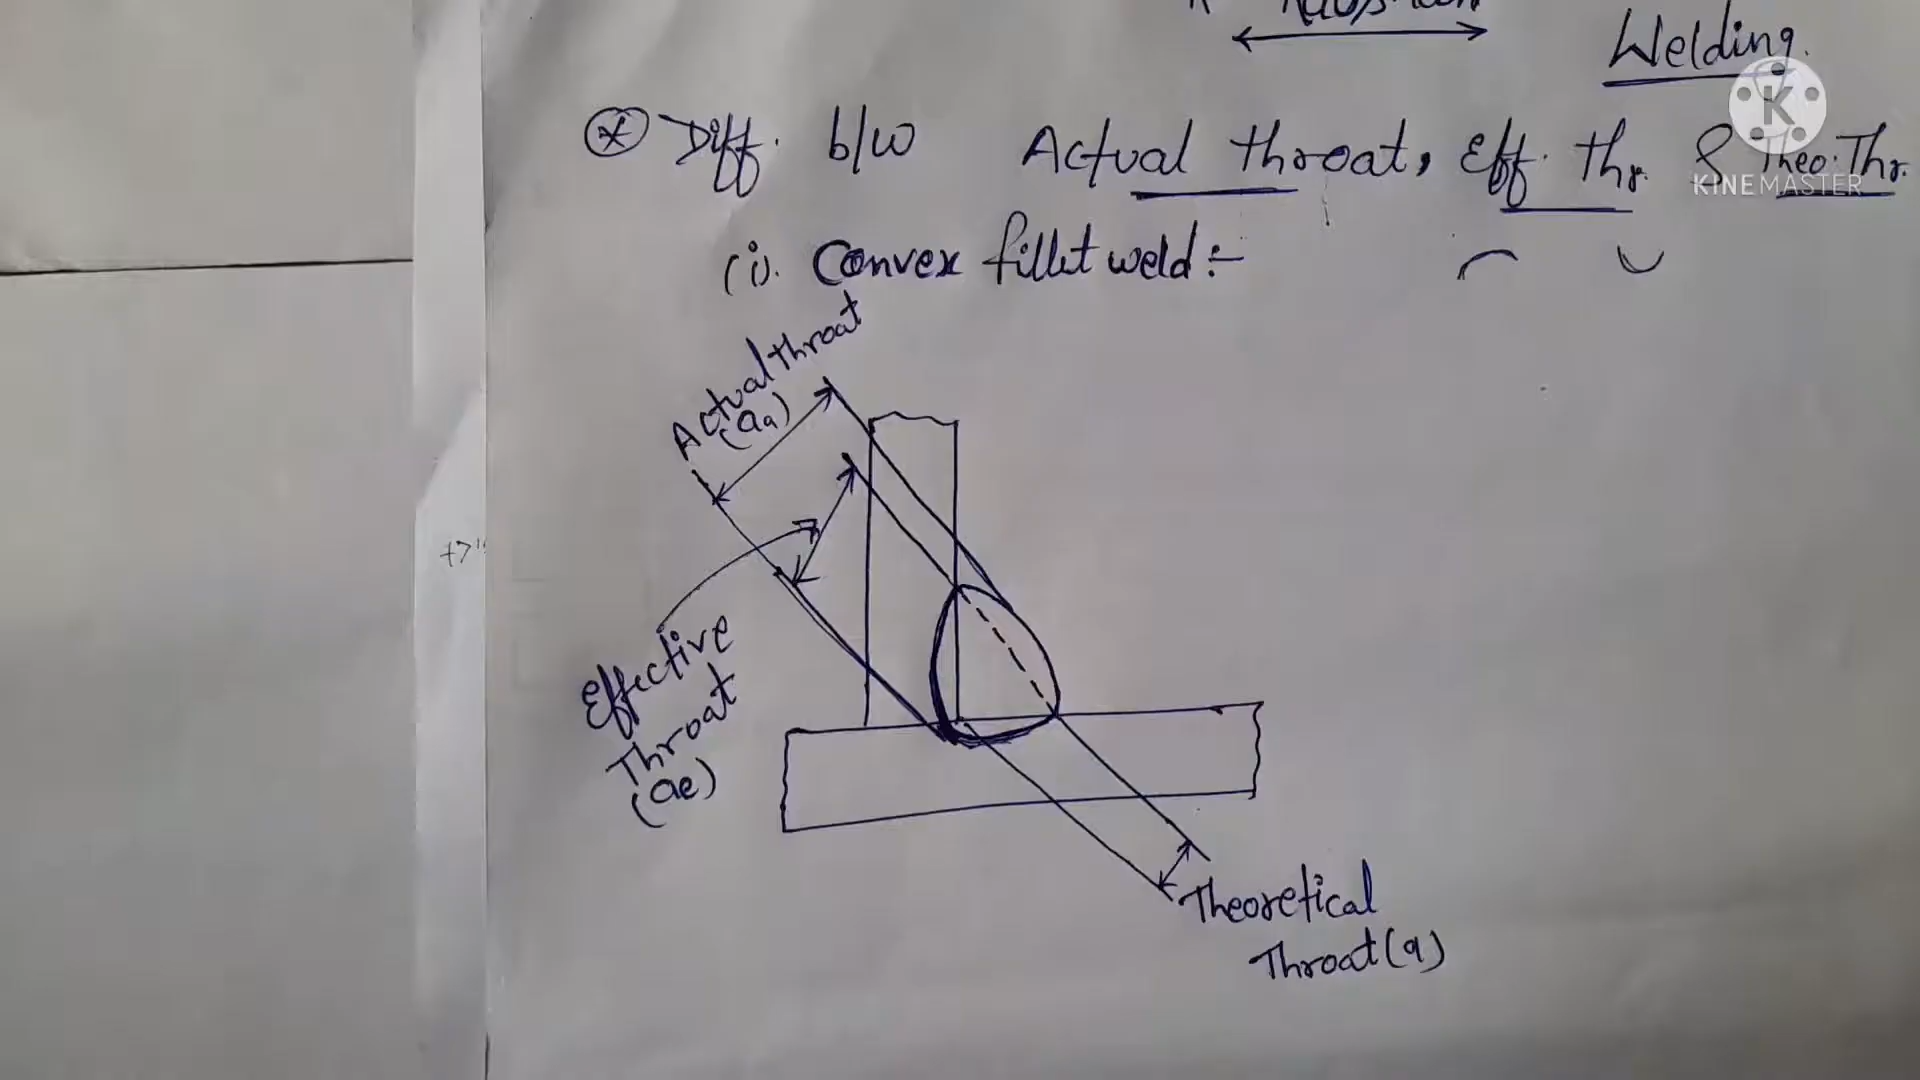 Welding.
K
KINEMASTER
Diff. b/w Actual throat, Eff. Thr. & Theo. Thr.
(i). Convex fillet weld :-
Actual throat
(aa)
Effective
Throat
(ae)
Theoretical
Throat (a)